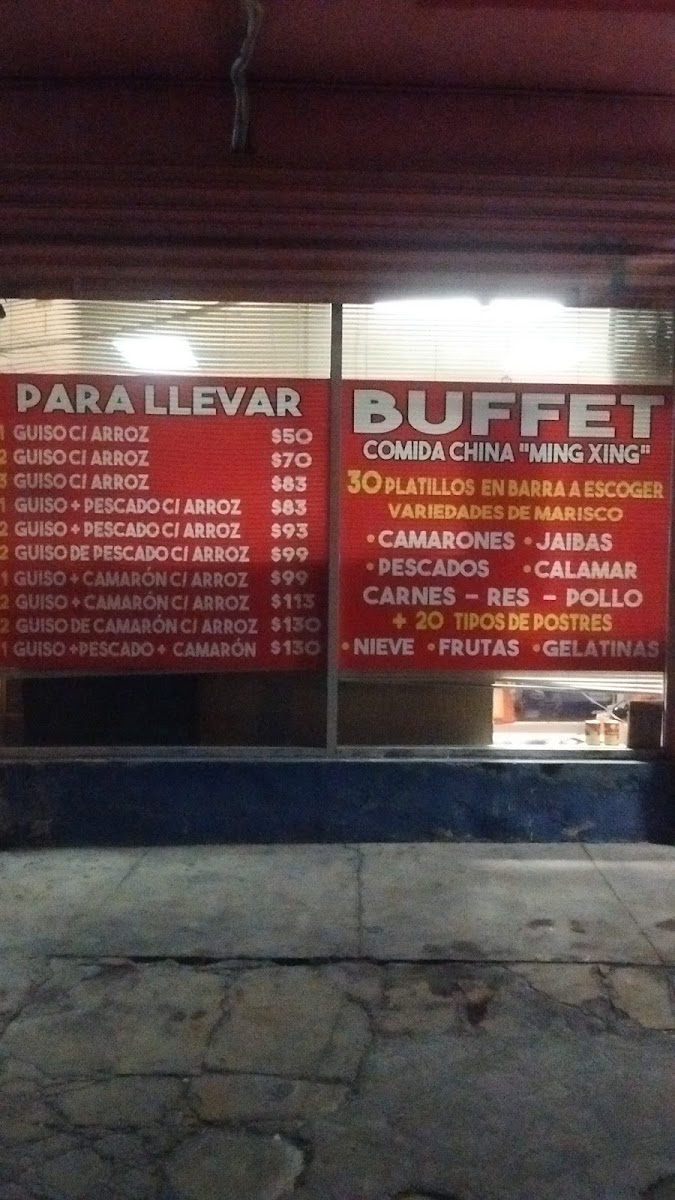 PARA LLEVAR
1 GUISO C/ ARROZ $50
2 GUISO C/ ARROZ $70
3 GUISO C/ ARROZ $83
1 GUISO + PESCADO C/ ARROZ $83
2 GUISO + PESCADO C/ ARROZ $93
2 GUISO DE PESCADO C/ ARROZ $99
1 GUISO + CAMARÓN C/ ARROZ $99
2 GUISO + CAMARÓN C/ ARROZ $113
2 GUISO DE CAMARÓN C/ ARROZ $130
1 GUISO +PESCADO + CAMARÓN $130
BUFFET
COMIDA CHINA "MING XING"
30 PLATILLOS EN BARRA A ESCOGER
VARIEDADES DE MARISCO
• CAMARONES • JAIBAS
• PESCADOS • CALAMAR
CARNES - RES - POLLO
+ 20 TIPOS DE POSTRES
• NIEVE • FRUTAS • GELATINAS